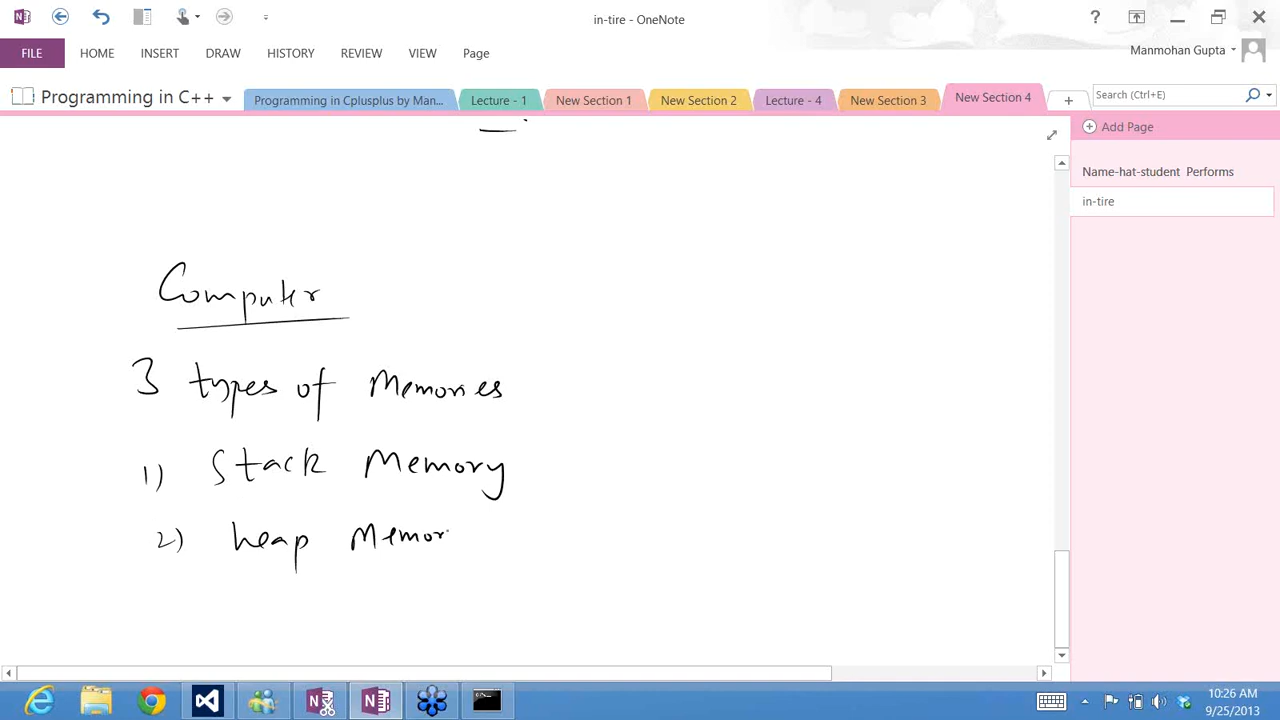 in-tire - OneNote
?
Manmohan Gupta
FILE HOME INSERT DRAW HISTORY REVIEW VIEW Page
Programming in C++
Programming in Cplusplus by Man... Lecture - 1 New Section 1 New Section 2 Lecture - 4 New Section 3 New Section 4
Search (Ctrl+E)
Add Page
Name-hat-student Performs
in-tire
Computer
3 types of Memories
1) Stack Memory
2) heap Memor
10:26 AM
9/25/2013